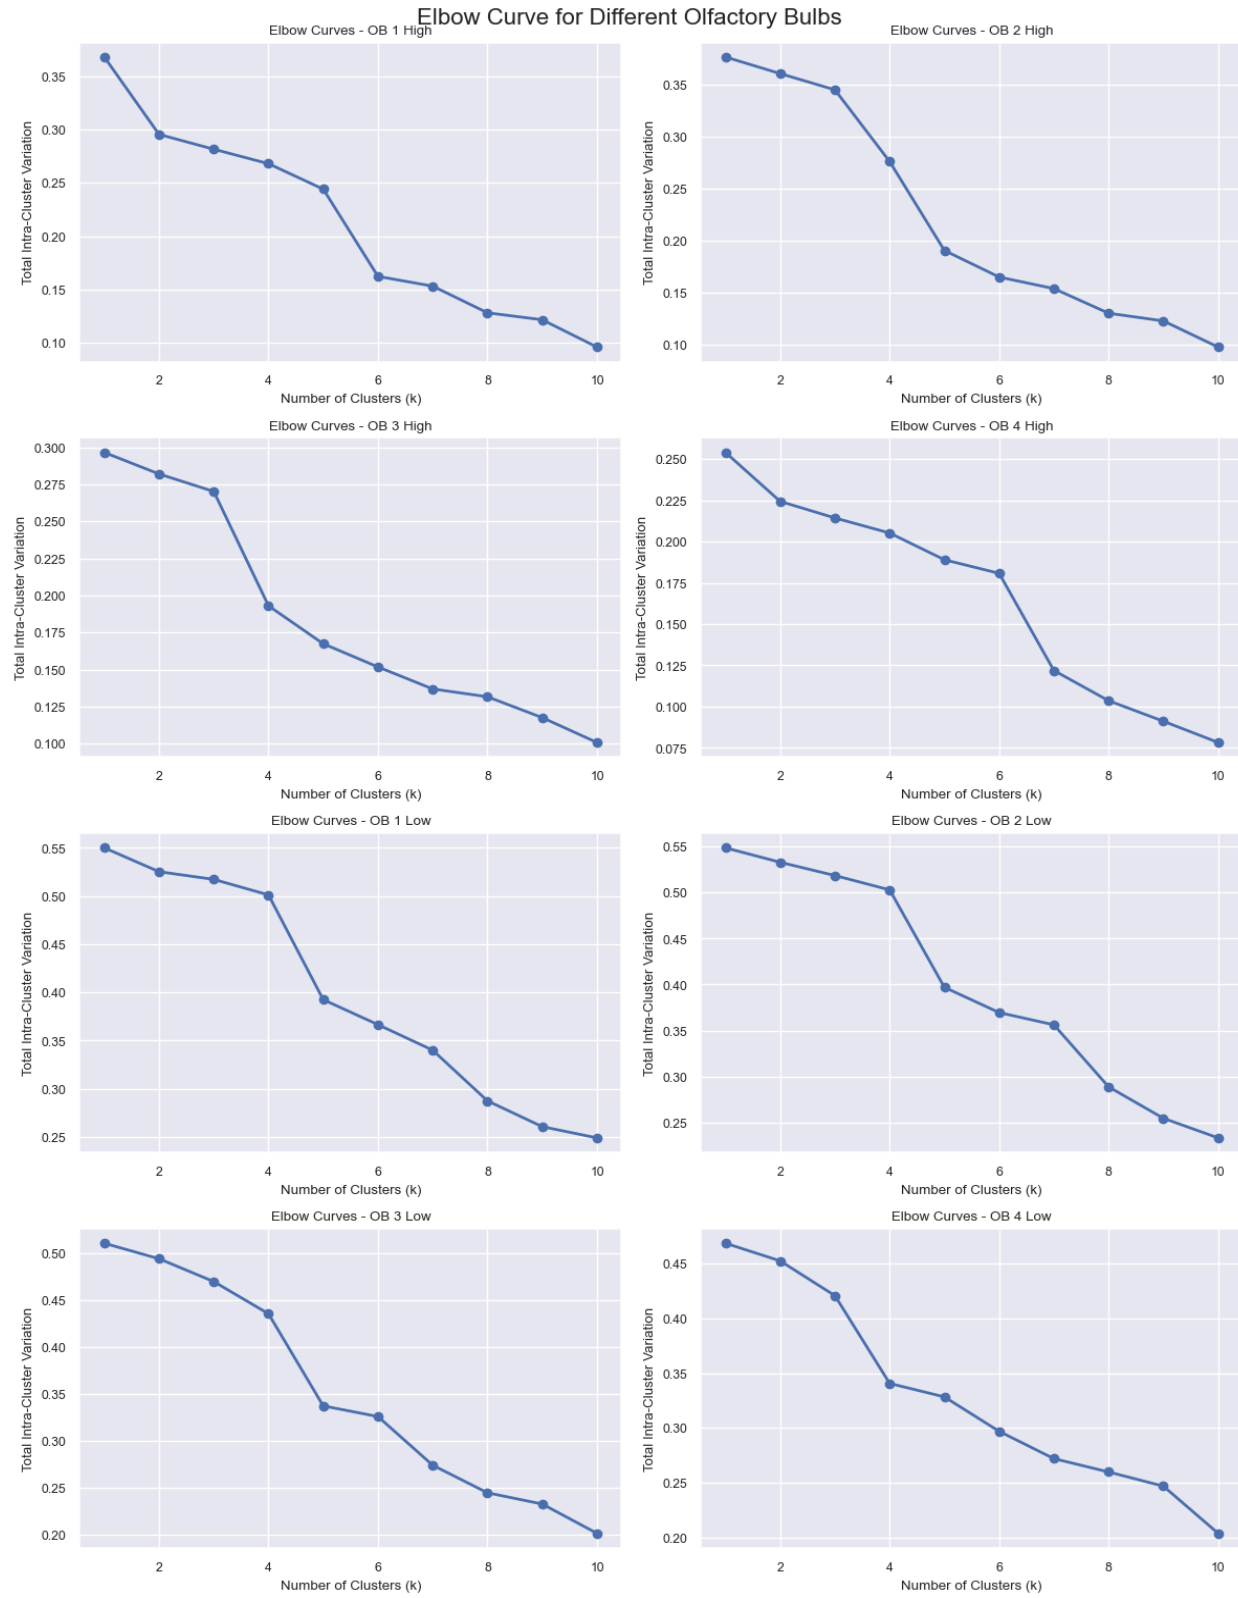 Elbow Curve for Different Olfactory Bulbs
Elbow Curves - OB 1 High
Total Intra-Cluster Variation
0.35
0.30
0.25
0.20
0.15
0.10
2 4 6 8 10
Number of Clusters (k)
Elbow Curves - OB 2 High
Total Intra-Cluster Variation
0.35
0.30
0.25
0.20
0.15
0.10
2 4 6 8 10
Number of Clusters (k)
Elbow Curves - OB 3 High
Total Intra-Cluster Variation
0.300
0.275
0.250
0.225
0.200
0.175
0.150
0.125
0.100
2 4 6 8 10
Number of Clusters (k)
Elbow Curves - OB 4 High
Total Intra-Cluster Variation
0.250
0.225
0.200
0.175
0.150
0.125
0.100
0.075
2 4 6 8 10
Number of Clusters (k)
Elbow Curves - OB 1 Low
Total Intra-Cluster Variation
0.55
0.50
0.45
0.40
0.35
0.30
0.25
2 4 6 8 10
Number of Clusters (k)
Elbow Curves - OB 2 Low
Total Intra-Cluster Variation
0.55
0.50
0.45
0.40
0.35
0.30
0.25
2 4 6 8 10
Number of Clusters (k)
Elbow Curves - OB 3 Low
Total Intra-Cluster Variation
0.50
0.45
0.40
0.35
0.30
0.25
0.20
2 4 6 8 10
Number of Clusters (k)
Elbow Curves - OB 4 Low
Total Intra-Cluster Variation
0.45
0.40
0.35
0.30
0.25
0.20
2 4 6 8 10
Number of Clusters (k)